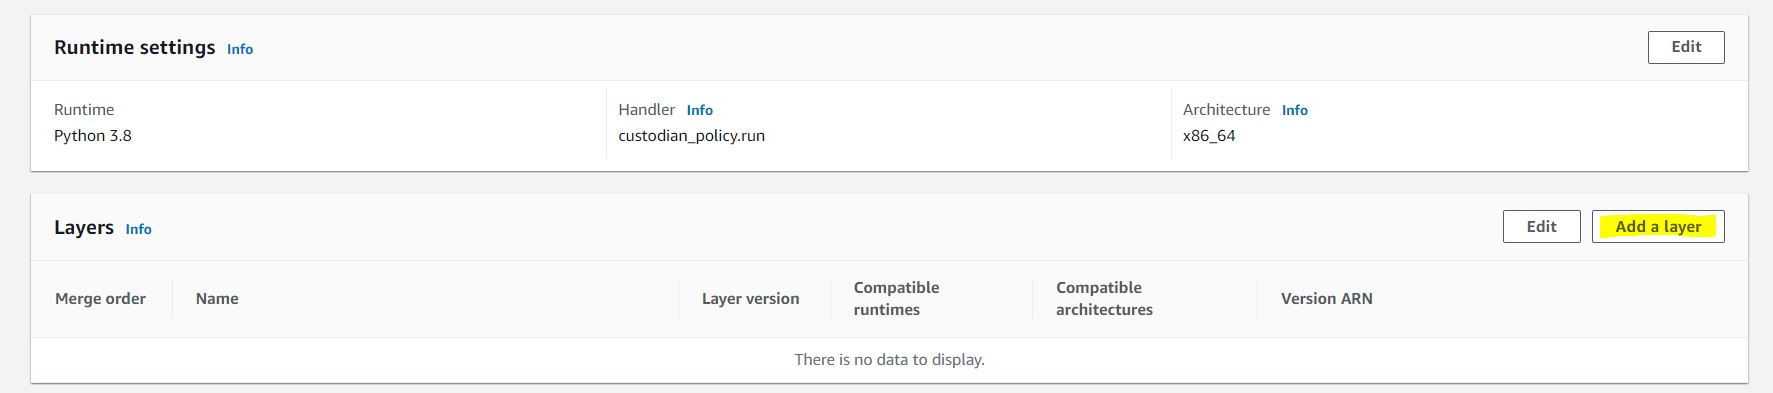 Runtime settings Info Edit
Runtime Handler Info Architecture Info
Python 3.8 custodian_policy.run x86_64
Layers Info Edit Add a layer
Merge order Name Layer version Compatible runtimes Compatible architectures Version ARN
There is no data to display.